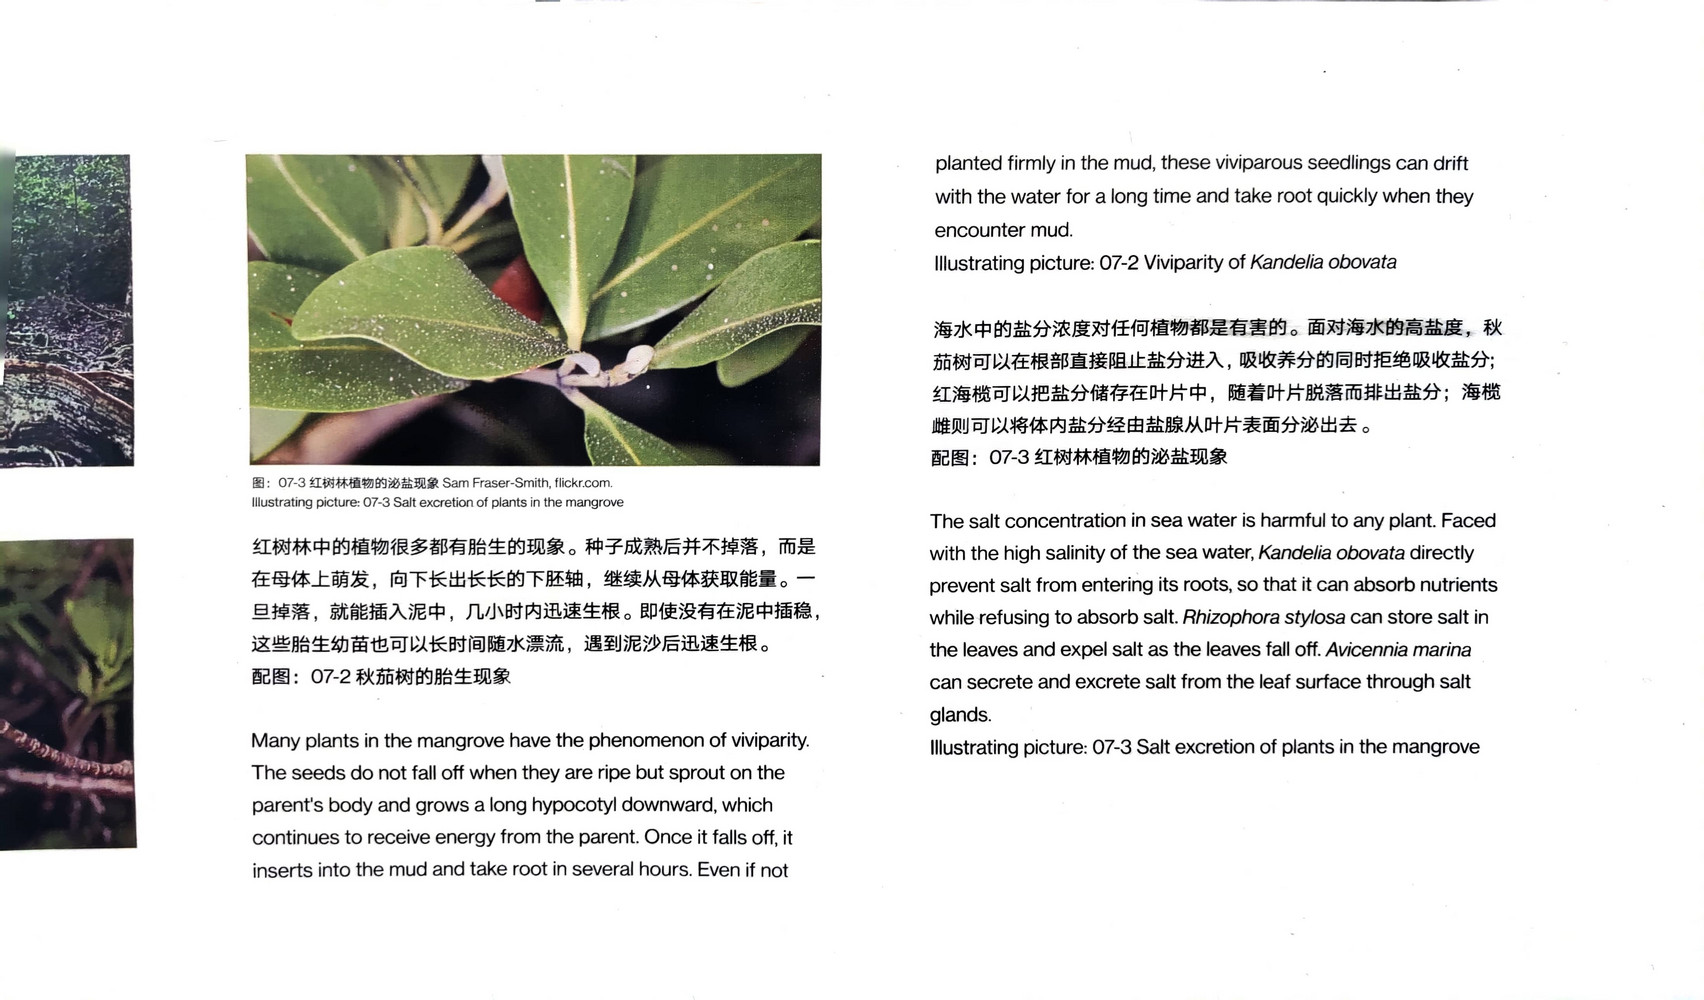 图：07-3 红树林植物的泌盐现象 Sam Fraser-Smith, flickr.com.
Illustrating picture: 07-3 Salt excretion of plants in the mangrove
红树林中的植物很多都有胎生的现象。种子成熟后并不掉落，而是
在母体上萌发，向下长出长长的下胚轴，继续从母体获取能量。一
旦掉落，就能插入泥中，几小时内迅速生根。即使没有在泥中插稳，
这些胎生幼苗也可以长时间随水漂流，遇到泥沙后迅速生根。
配图：07-2 秋茄树的胎生现象
Many plants in the mangrove have the phenomenon of viviparity.
The seeds do not fall off when they are ripe but sprout on the
parent's body and grows a long hypocotyl downward, which
continues to receive energy from the parent. Once it falls off, it
inserts into the mud and take root in several hours. Even if not
planted firmly in the mud, these viviparous seedlings can drift
with the water for a long time and take root quickly when they
encounter mud.
Illustrating picture: 07-2 Viviparity of Kandelia obovata
海水中的盐分浓度对任何植物都是有害的。面对海水的高盐度，秋
茄树可以在根部直接阻止盐分进入，吸收养分的同时拒绝吸收盐分；
红海榄可以把盐分储存在叶片中，随着叶片脱落而排出盐分；海榄
雌则可以将体内盐分经由盐腺从叶片表面分泌出去。
配图：07-3 红树林植物的泌盐现象
The salt concentration in sea water is harmful to any plant. Faced
with the high salinity of the sea water, Kandelia obovata directly
prevent salt from entering its roots, so that it can absorb nutrients
while refusing to absorb salt. Rhizophora stylosa can store salt in
the leaves and expel salt as the leaves fall off. Avicennia marina
can secrete and excrete salt from the leaf surface through salt
glands.
Illustrating picture: 07-3 Salt excretion of plants in the mangrove